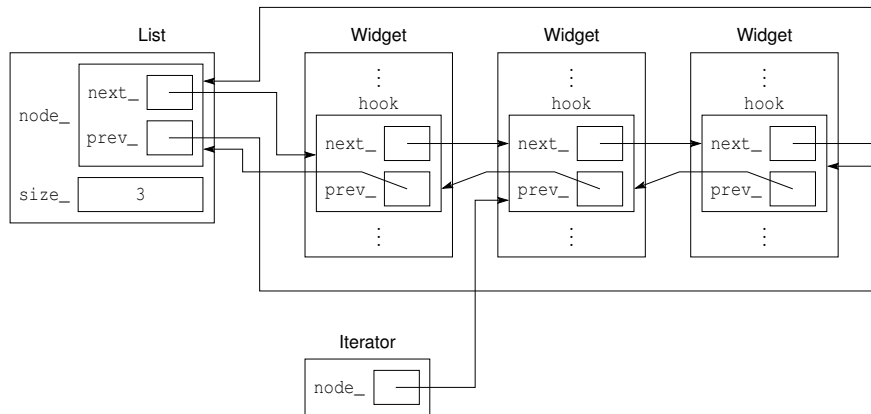 List
Widget
Widget
Widget
node_
next_
prev_
size_
3
⋮
hook
next_
prev_
⋮
⋮
hook
next_
prev_
⋮
⋮
hook
next_
prev_
⋮
Iterator
node_